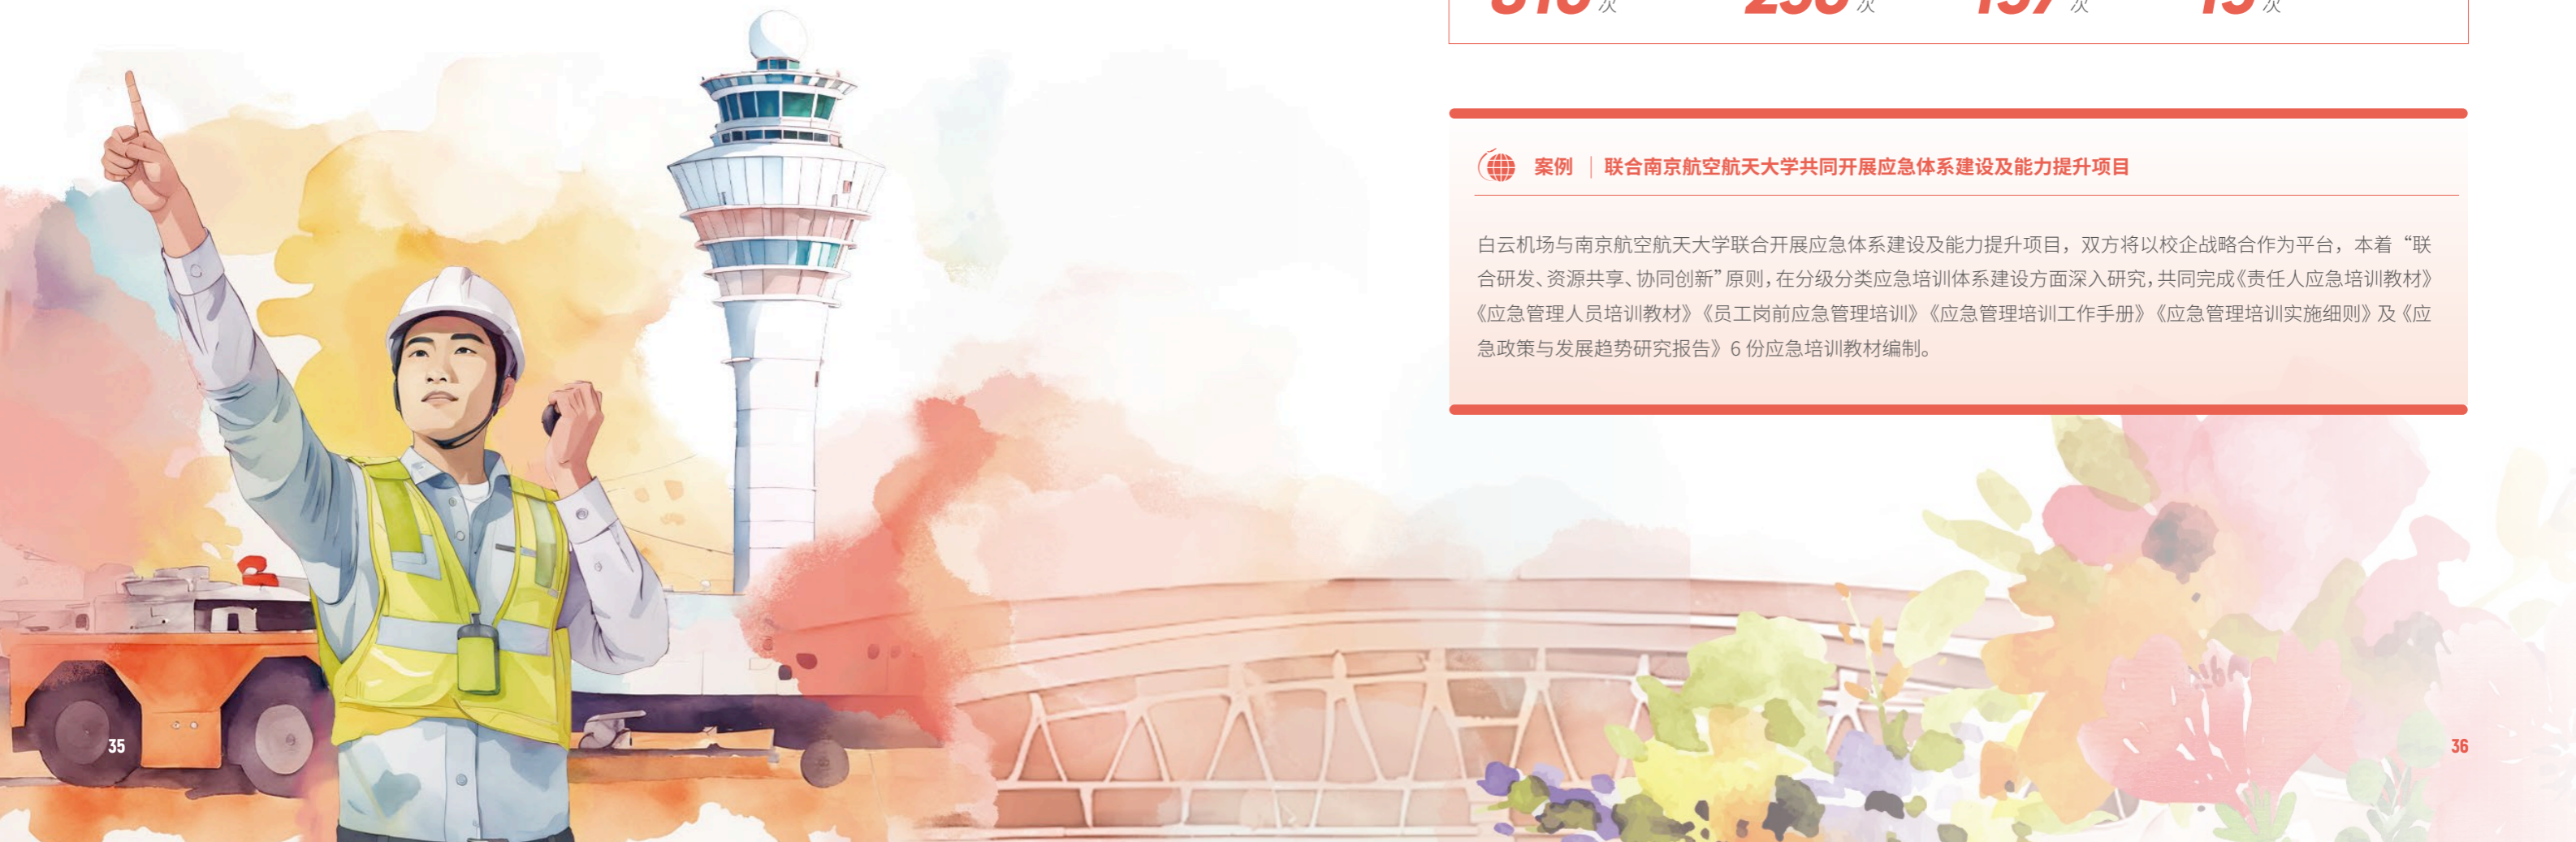 次 次 次 次
案例 联合南京航空航天大学共同开展应急体系建设及能力提升项目
白云机场与南京航空航天大学联合开展应急体系建设及能力提升项目，双方将以校企战略合作为平台，本着“联
合研发、资源共享、协同创新”原则，在分级分类应急培训体系建设方面深入研究，共同完成《责任人应急培训教材》
《应急管理人员培训教材》《员工岗前应急管理培训》《应急管理培训工作手册》《应急管理培训实施细则》及《应
急政策与发展趋势研究报告》6 份应急培训教材编制。
35
36